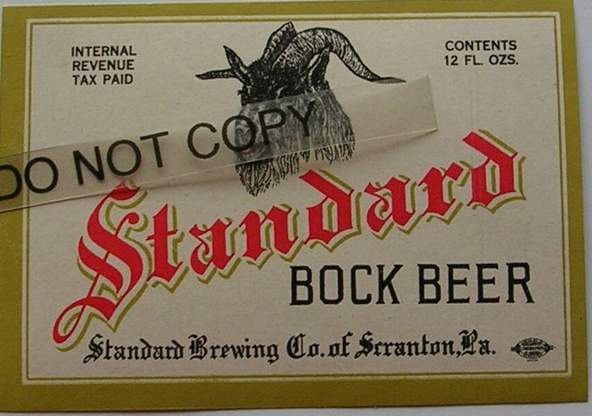 INTERNAL
REVENUE
TAX PAID
CONTENTS
12 FL. OZS.
DO NOT COPY
Standard
BOCK BEER
Standard Brewing Co. of Scranton, Pa.